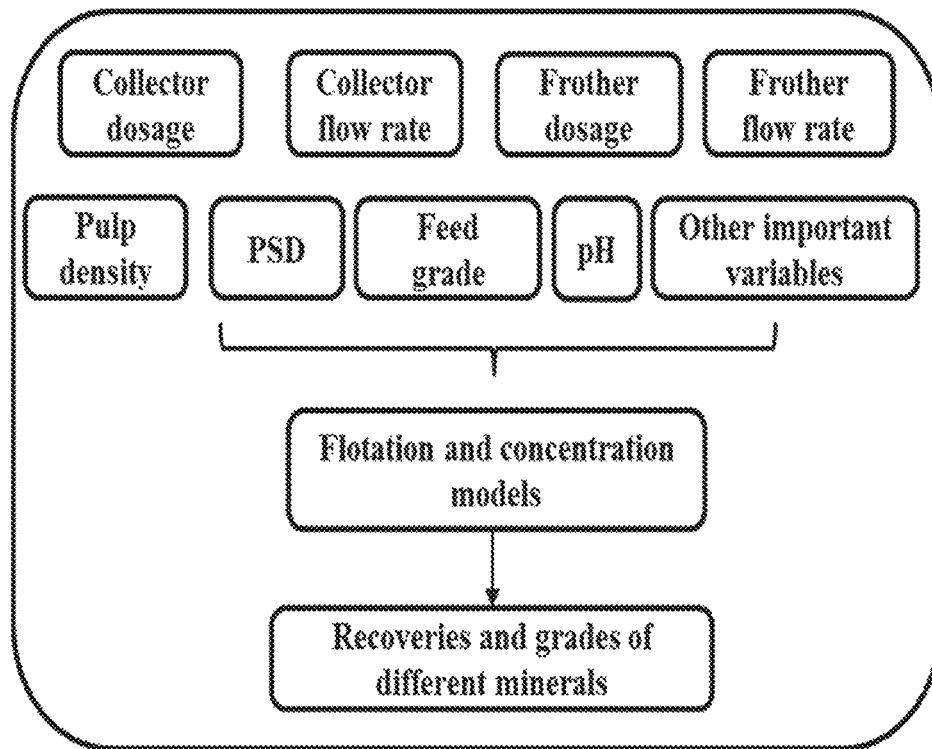 Collector
dosage
Collector
flow rate
Frother
dosage
Frother
flow rate
Pulp
density
PSD
Feed
grade
pH
Other important
variables
Flotation and concentration
models
Recoveries and grades of
different minerals